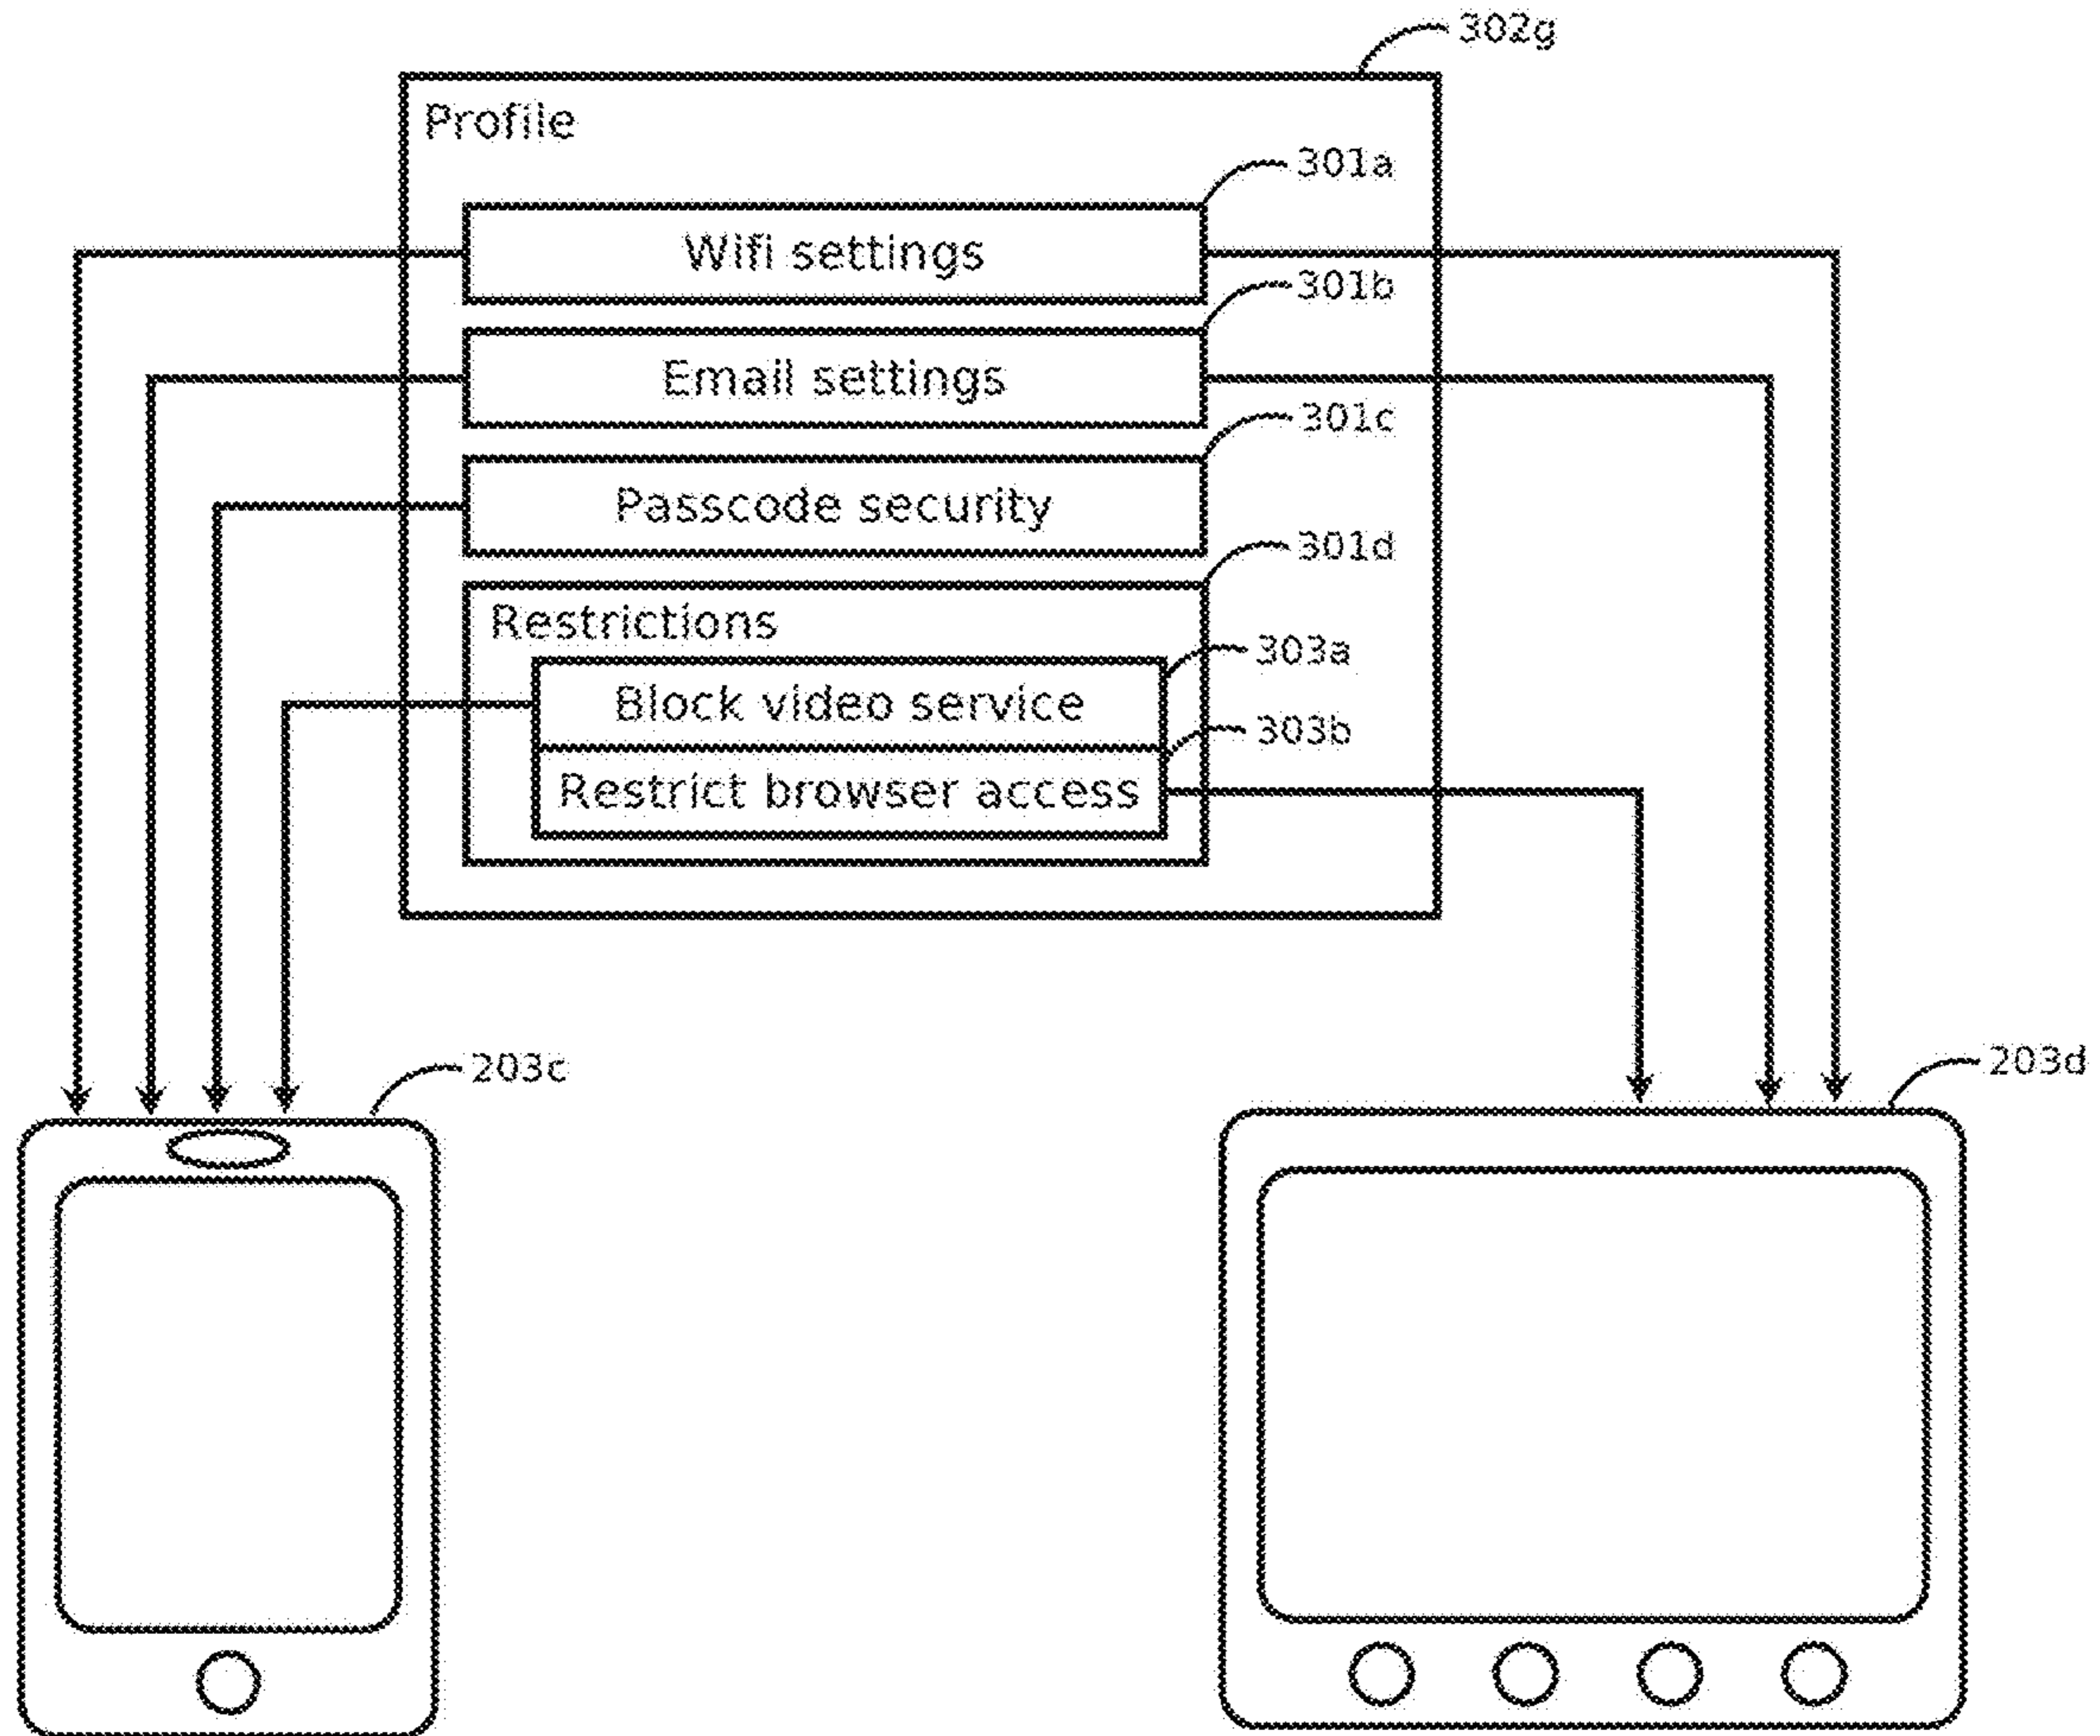 302g
Profile
301a
Wifi settings
301b
Email settings
301c
Passcode security
301d
Restrictions
303a
Block video service
303b
Restrict browser access
203c
203d